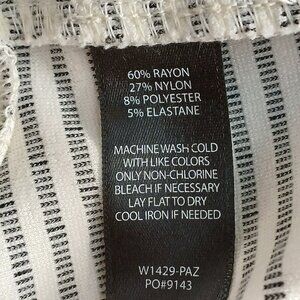 60% RAYON
27% NYLON
8% POLYESTER
5% ELASTANE
MACHINE WASH COLD
WITH LIKE COLORS
ONLY NON-CHLORINE
BLEACH IF NECESSARY
LAY FLAT TO DRY
COOL IRON IF NEEDED
W1429-PAZ
PO#9143